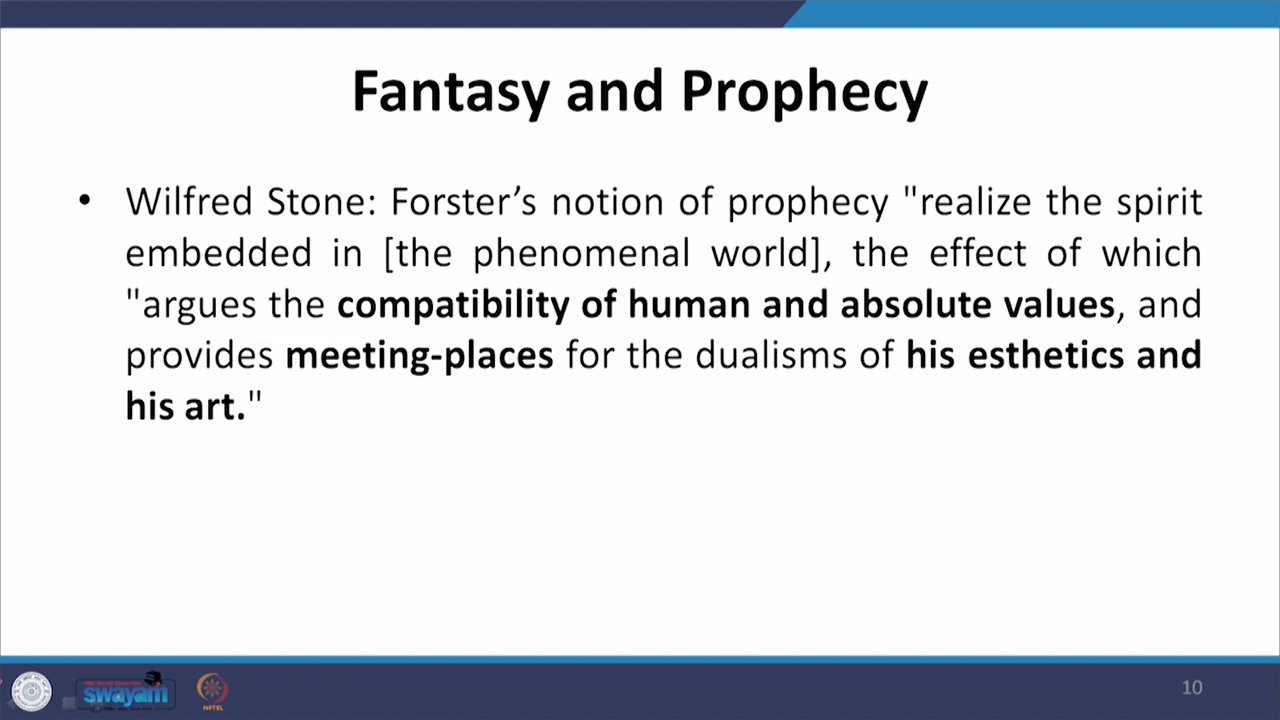 Fantasy and Prophecy
• Wilfred Stone: Forster’s notion of prophecy "realize the spirit
embedded in [the phenomenal world], the effect of which
"argues the compatibility of human and absolute values, and
provides meeting-places for the dualisms of his esthetics and
his art."
swayam
NPTEL
10